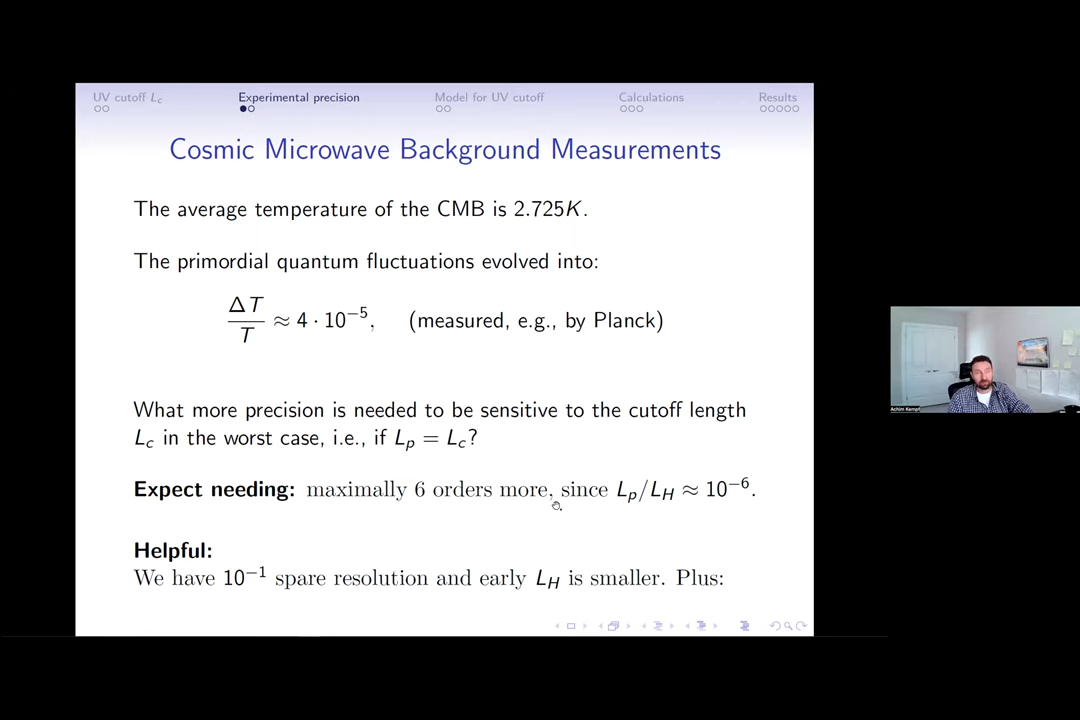 UV cutoff L_c Experimental precision Model for UV cutoff Calculations Results
Cosmic Microwave Background Measurements
The average temperature of the CMB is 2.725K.
The primordial quantum fluctuations evolved into:
ΔT/T ≈ 4 · 10⁻⁵, (measured, e.g., by Planck)
What more precision is needed to be sensitive to the cutoff length
L_c in the worst case, i.e., if L_p = L_c?
Expect needing: maximally 6 orders more, since L_p/L_H ≈ 10⁻⁶.
Helpful:
We have 10⁻¹ spare resolution and early L_H is smaller. Plus:
Achim Kempf